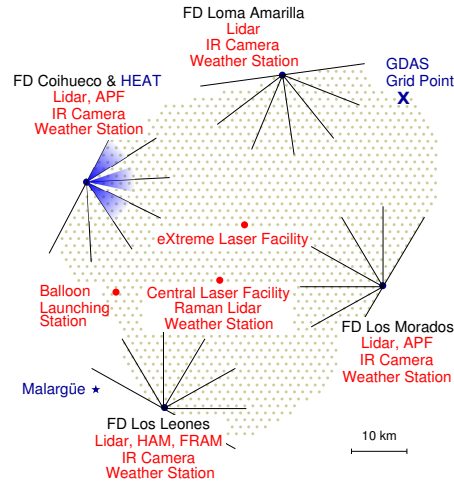 FD Loma Amarilla
Lidar
IR Camera
Weather Station
GDAS
Grid Point
X
FD Coihueco & HEAT
Lidar, APF
IR Camera
Weather Station
eXtreme Laser Facility
Balloon
Launching
Station
Central Laser Facility
Raman Lidar
Weather Station
FD Los Morados
Lidar, APF
IR Camera
Weather Station
Malargüe
FD Los Leones
Lidar, HAM, FRAM
IR Camera
Weather Station
10 km